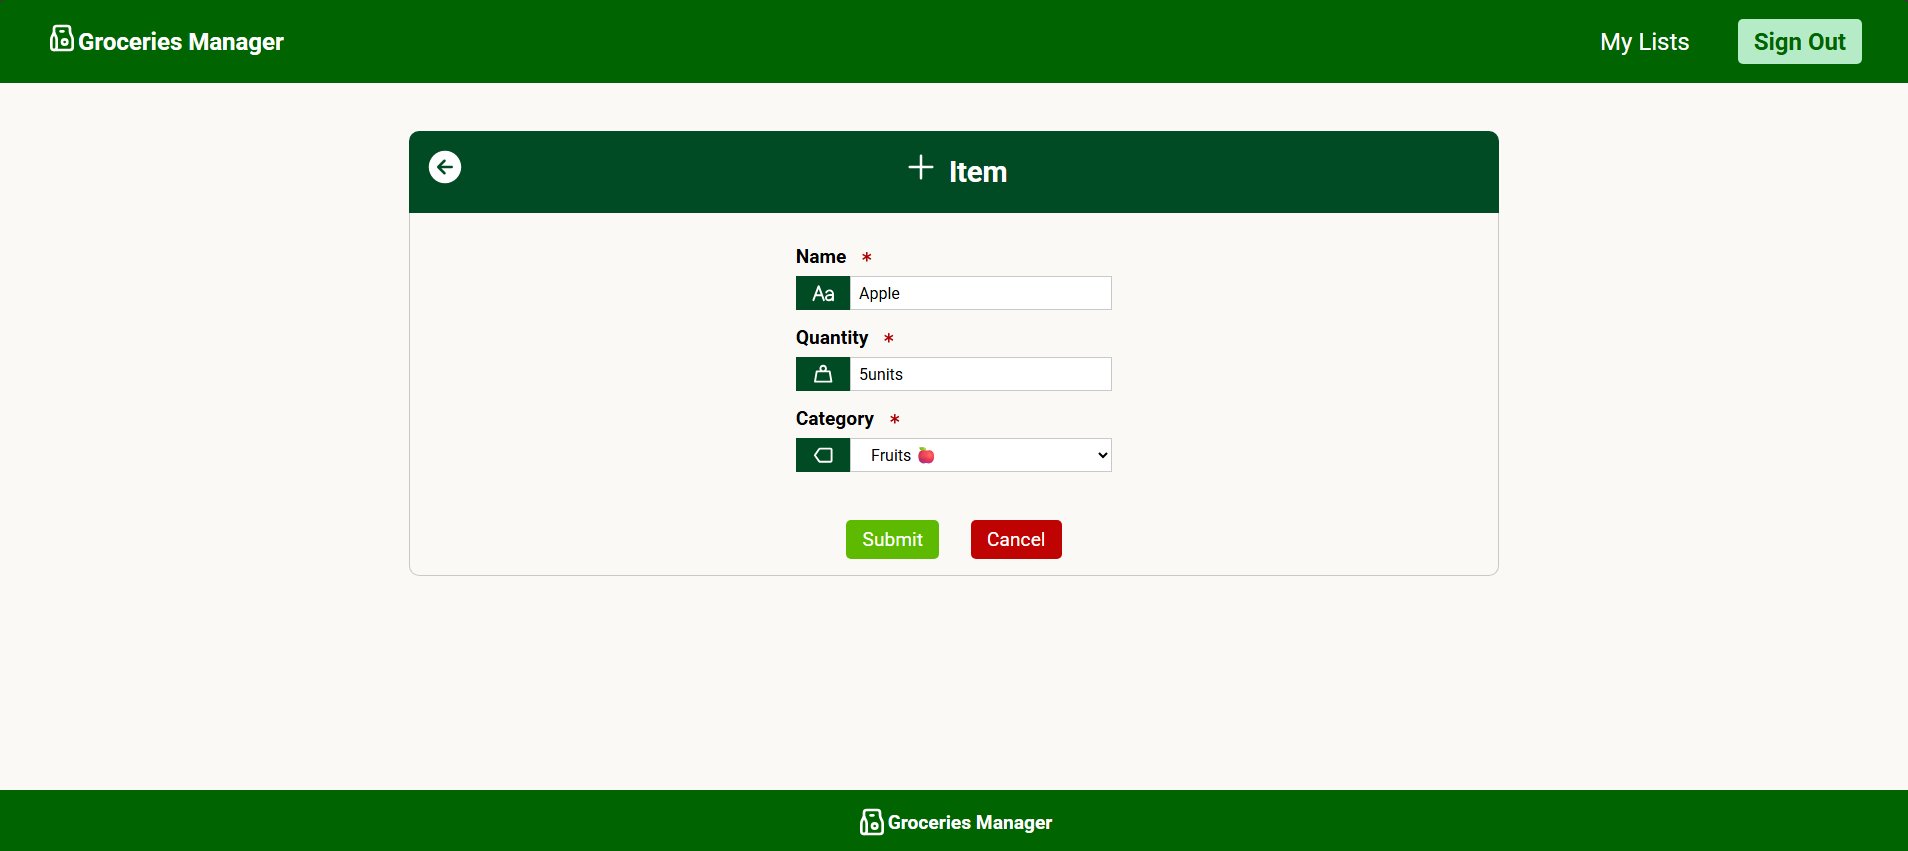 Groceries Manager My Lists Sign Out
Item
Name *
Aa Apple
Quantity *
5units
Category *
Fruits 🍎
Submit Cancel
Groceries Manager